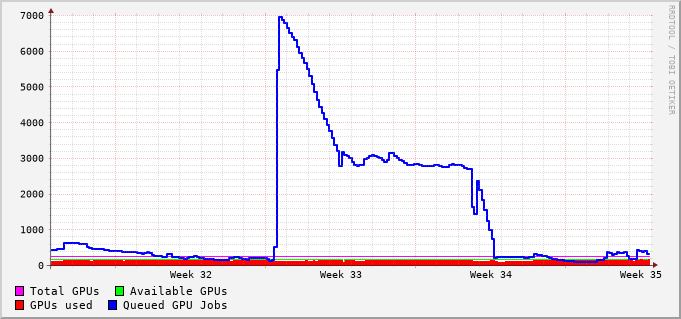 7000
6000
5000
4000
3000
2000
1000
0
Week 32 Week 33 Week 34 Week 35
Total GPUs Available GPUs
GPUs used Queued GPU Jobs
RRDTOOL / TOBI OETIKER